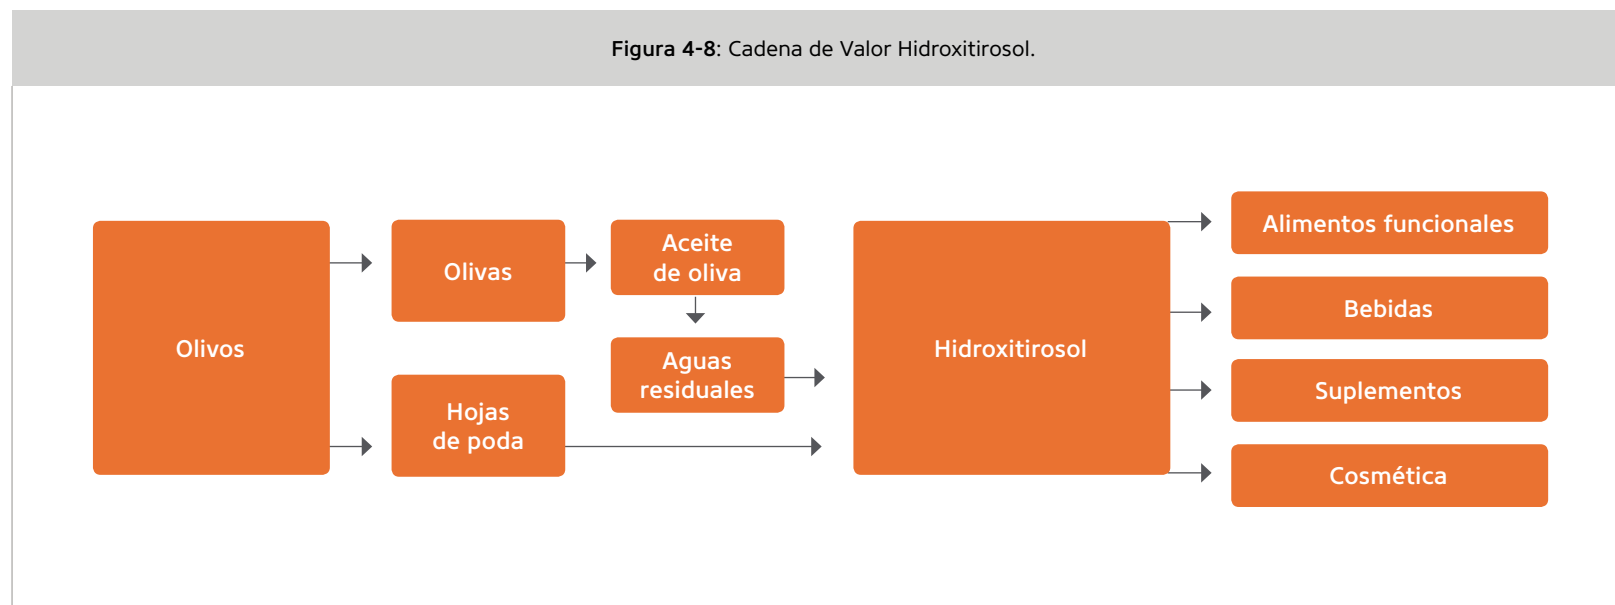 Figura 4-8: Cadena de Valor Hidroxitirosol.
Olivos
Olivas
Hojas
de poda
Aceite
de oliva
Aguas
residuales
Hidroxitirosol
Alimentos funcionales
Bebidas
Suplementos
Cosmética